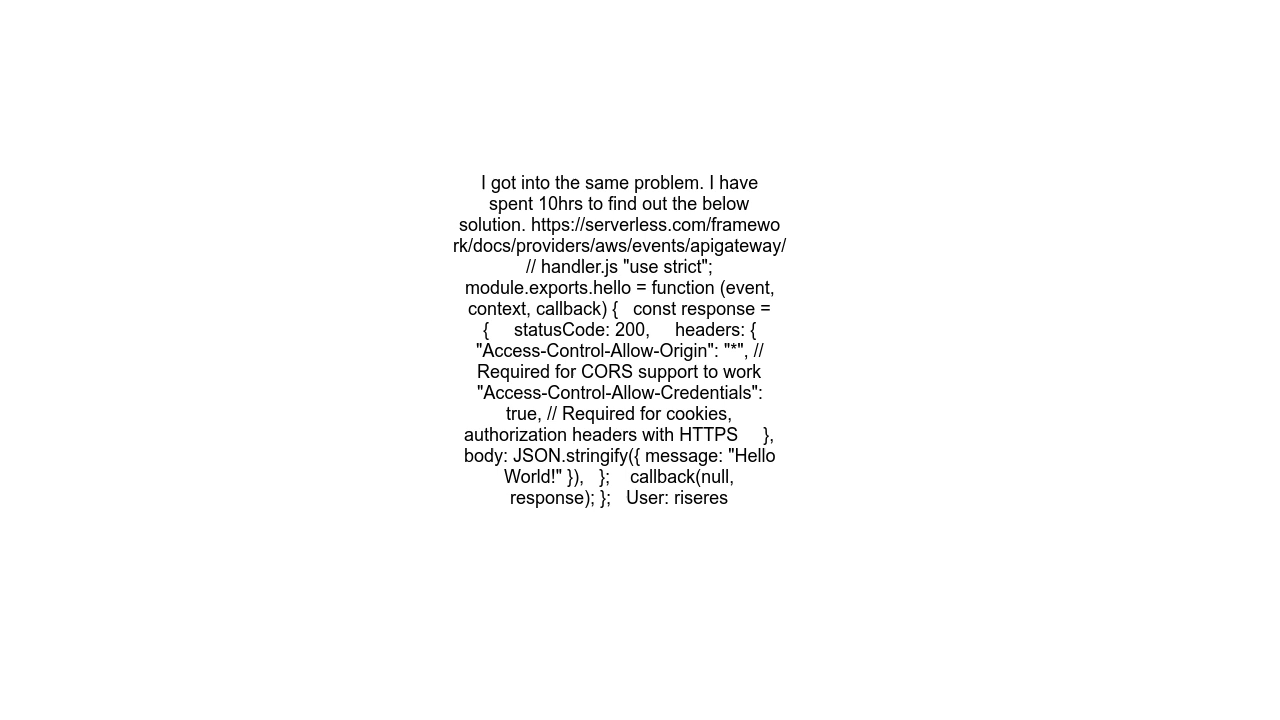 I got into the same problem. I have
spent 10hrs to find out the below
solution. https://serverless.com/framewo
rk/docs/providers/aws/events/apigateway/
// handler.js "use strict";
module.exports.hello = function (event,
context, callback) {   const response =
{     statusCode: 200,     headers: {
"Access-Control-Allow-Origin": "*", //
Required for CORS support to work
"Access-Control-Allow-Credentials":
true, // Required for cookies,
authorization headers with HTTPS     },
body: JSON.stringify({ message: "Hello
World!" }),   };    callback(null,
response); };   User: riseres